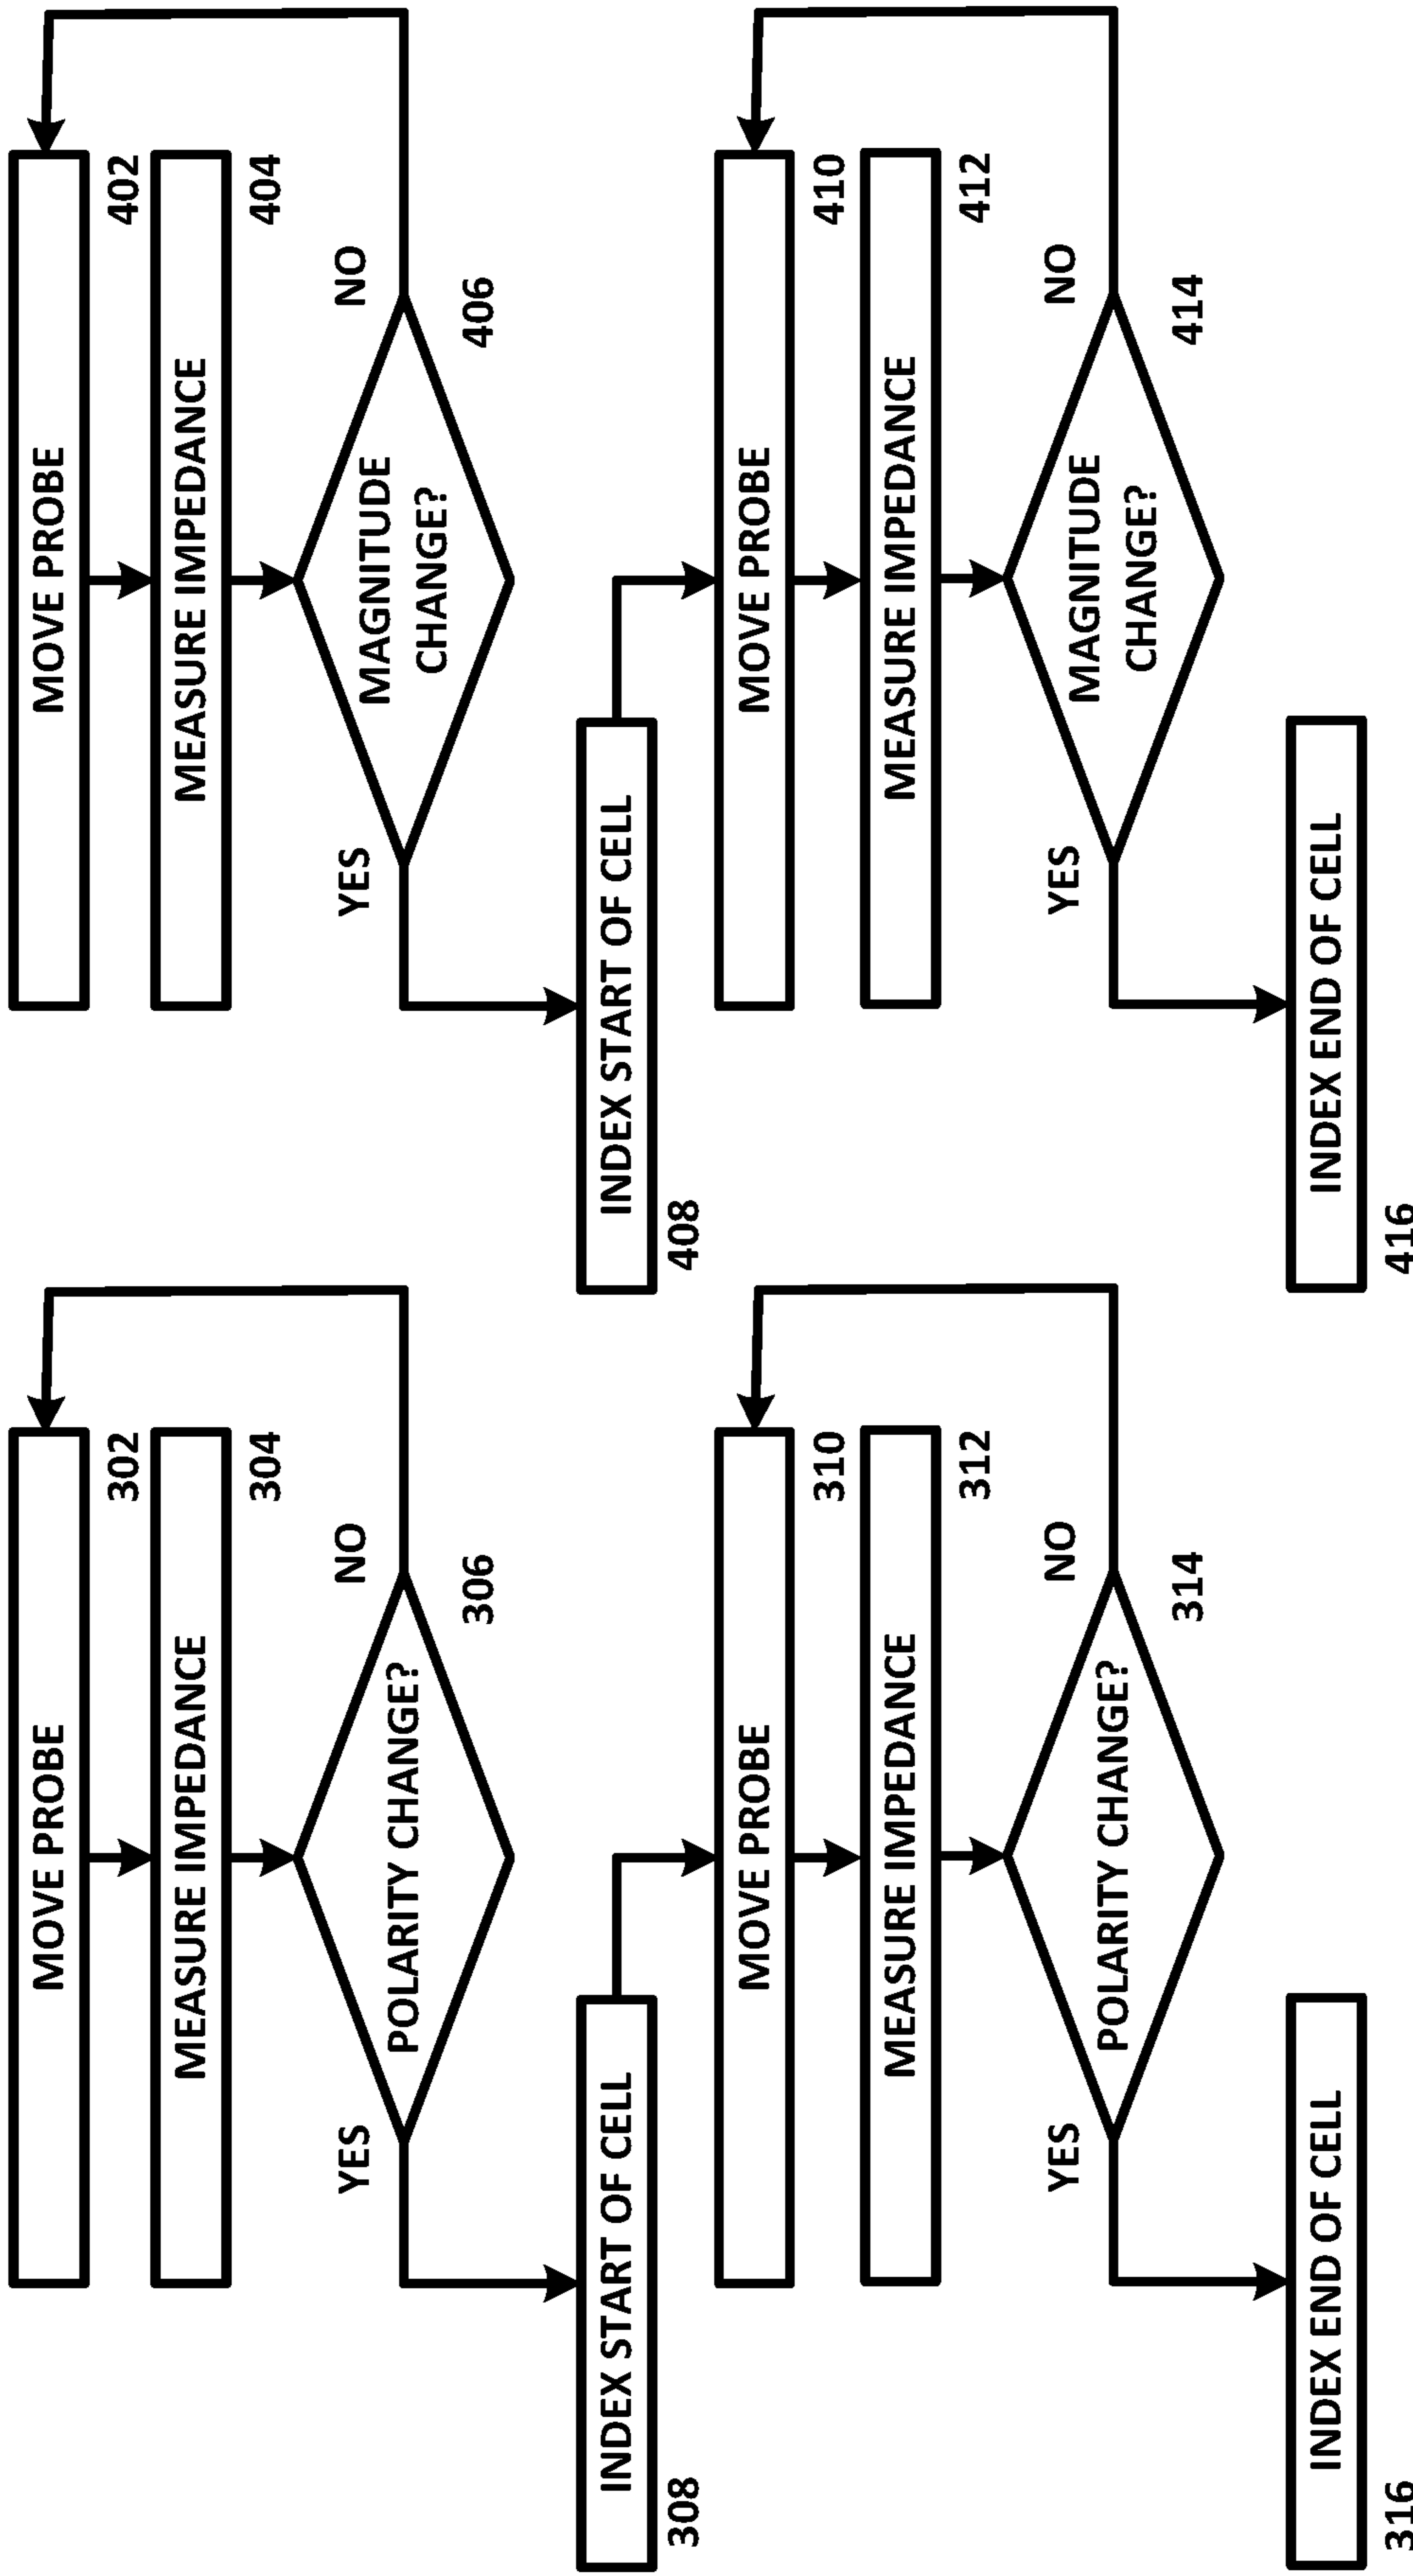 MOVE PROBE
302
MEASURE IMPEDANCE
304
POLARITY CHANGE?
NO
YES
306
INDEX START OF CELL
308
MOVE PROBE
310
MEASURE IMPEDANCE
312
POLARITY CHANGE?
NO
YES
314
INDEX END OF CELL
316
MOVE PROBE
402
MEASURE IMPEDANCE
404
MAGNITUDE
CHANGE?
NO
YES
406
INDEX START OF CELL
408
MOVE PROBE
410
MEASURE IMPEDANCE
412
MAGNITUDE
CHANGE?
NO
YES
414
INDEX END OF CELL
416